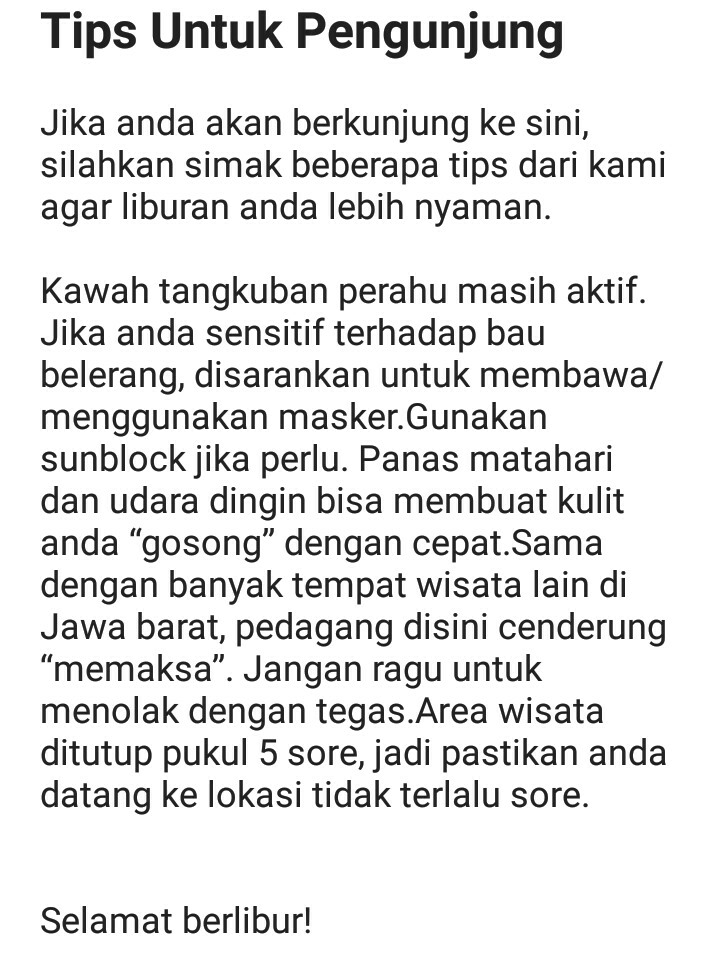 Tips Untuk Pengunjung
Jika anda akan berkunjung ke sini,
silahkan simak beberapa tips dari kami
agar liburan anda lebih nyaman.
Kawah tangkuban perahu masih aktif.
Jika anda sensitif terhadap bau
belerang, disarankan untuk membawa/
menggunakan masker.Gunakan
sunblock jika perlu. Panas matahari
dan udara dingin bisa membuat kulit
anda “gosong” dengan cepat.Sama
dengan banyak tempat wisata lain di
Jawa barat, pedagang disini cenderung
“memaksa”. Jangan ragu untuk
menolak dengan tegas.Area wisata
ditutup pukul 5 sore, jadi pastikan anda
datang ke lokasi tidak terlalu sore.
Selamat berlibur!